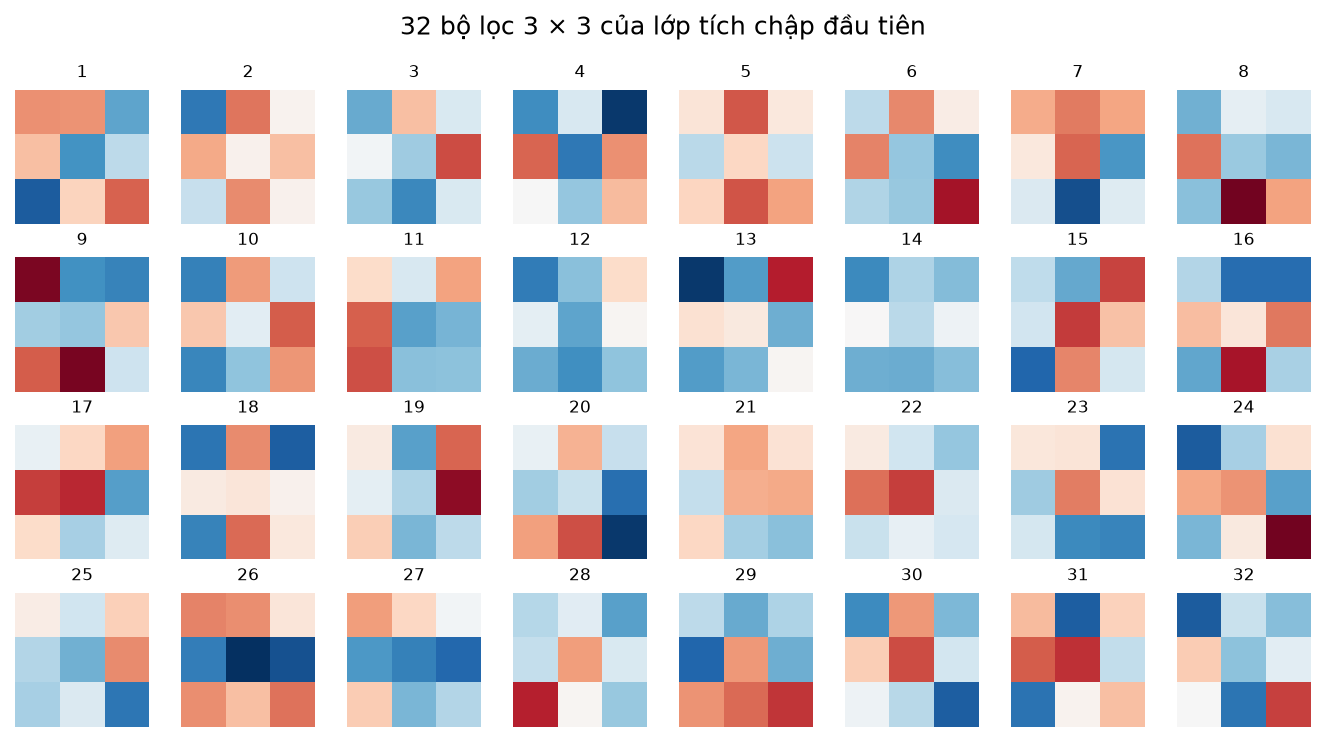 32 bộ lọc 3 × 3 của lớp tích chập đầu tiên
1 2 3 4 5 6 7 8
9 10 11 12 13 14 15 16
17 18 19 20 21 22 23 24
25 26 27 28 29 30 31 32